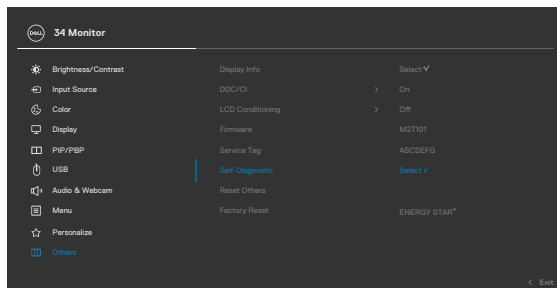 DELL 34 Monitor
Brightness/Contrast Display Info Select √
Input Source DDC/CI > On
Color LCD Conditioning > Off
Display Firmware M2T101
PIP/PBP Service Tag ABCDEFG
USB Self-Diagnostic Select √
Audio & Webcam Reset Others
Menu Factory Reset ENERGY STAR®
Personalize
Others
< Exit